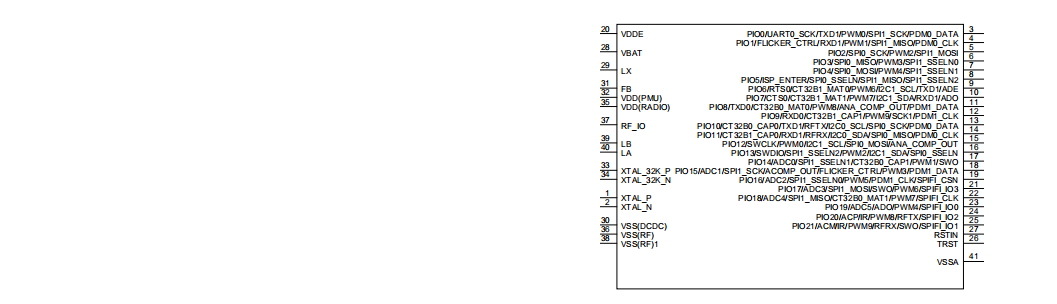 20 VDDE
28 VBAT
29 LX
31 FB
32 VDD(PMU)
35 VDD(RADIO)
37 RF_IO
39 LB
40 LA
33 XTAL_32K_P
34 XTAL_32K_N
1 XTAL_P
2 XTAL_N
30 VSS(DCDC)
36 VSS(RF)
38 VSS(RF)1
PIO0/UART0_SCK/TXD1/PWM0/SPI1_SCK/PDM0_DATA 3
PIO1/FLICKER_CTRL/RXD1/PWM1/SPI1_MISO/PDM0_CLK 4
PIO2/SPI0_SCK/PWM2/SPI1_MOSI 5
PIO3/SPI0_MISO/PWM3/SPI1_SSELN0 6
PIO4/SPI0_MOSI/PWM4/SPI1_SSELN1 7
PIO5/ISP_ENTER/SPI0_SSELN/SPI1_MISO/SPI1_SSELN2 8
PIO6/RTS0/CT32B1_MAT0/PWM6/I2C1_SCL/TXD1/ADE 9
PIO7/CTS0/CT32B1_MAT1/PWM7/I2C1_SDA/RXD1/ADO 10
PIO8/TXD0/CT32B0_MAT0/PWM8/ANA_COMP_OUT/PDM1_DATA 11
PIO9/RXD0/CT32B1_CAP1/PWM9/SCK1/PDM1_CLK 12
PIO10/CT32B0_CAP0/TXD1/RFTX/I2C0_SCL/SPI0_SCK/PDM0_DATA 13
PIO11/CT32B1_CAP0/RXD1/RFRX/I2C0_SDA/SPI0_MISO/PDM0_CLK 14
PIO12/SWCLK/PWM0/I2C1_SCL/SPI0_MOSI/ANA_COMP_OUT 15
PIO13/SWDIO/SPI1_SSELN2/PWM2/I2C1_SDA/SPI0_SSELN 16
PIO14/ADC0/SPI1_SSELN1/CT32B0_CAP1/PWM1/SWO 17
PIO15/ADC1/SPI1_SCK/ACOMP_OUT/FLICKER_CTRL/PWM3/PDM1_DATA 18
PIO16/ADC2/SPI1_SSELN0/PWM5/PDM1_CLK/SPIFI_CSN 19
PIO17/ADC3/SPI1_MOSI/SWO/PWM6/SPIFI_IO3 21
PIO18/ADC4/SPI1_MISO/CT32B0_MAT1/PWM7/SPIFI_CLK 22
PIO19/ADC5/ADO/PWM4/SPIFI_IO0 23
PIO20/ACP/IR/PWM8/RFTX/SPIFI_IO2 24
PIO21/ACM/IR/PWM9/RFRX/SWO/SPIFI_IO1 25
RSTIN 27
TRST 26
VSSA 41